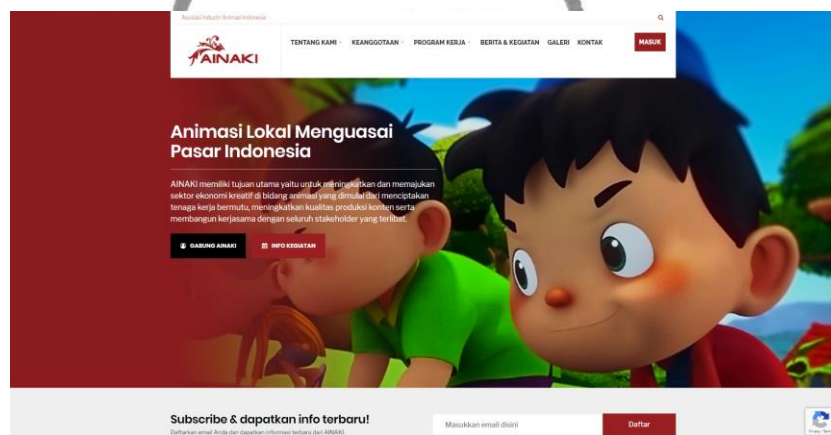 Asosiasi Industri Animasi Indonesia
AINAKI
TENTANG KAMI KEANGGOTAAN PROGRAM KERJA BERITA & KEGIATAN GALERI KONTAK MASUK
Animasi Lokal Menguasai
Pasar Indonesia
AINAKI memiliki tujuan utama yaitu untuk meningkatkan dan memajukan
sektor ekonomi kreatif di bidang animasi yang dimulai dari menciptakan
tenaga kerja bermutu, meningkatkan kualitas produksi konten serta
membangun kerjasama dengan seluruh stakeholder yang terlibat.
GABUNG AINAKI INFO KEGIATAN
Subscribe & dapatkan info terbaru!
Daftarkan email Anda dan dapatkan informasi terbaru dari AINAKI.
Masukkan email disini Daftar